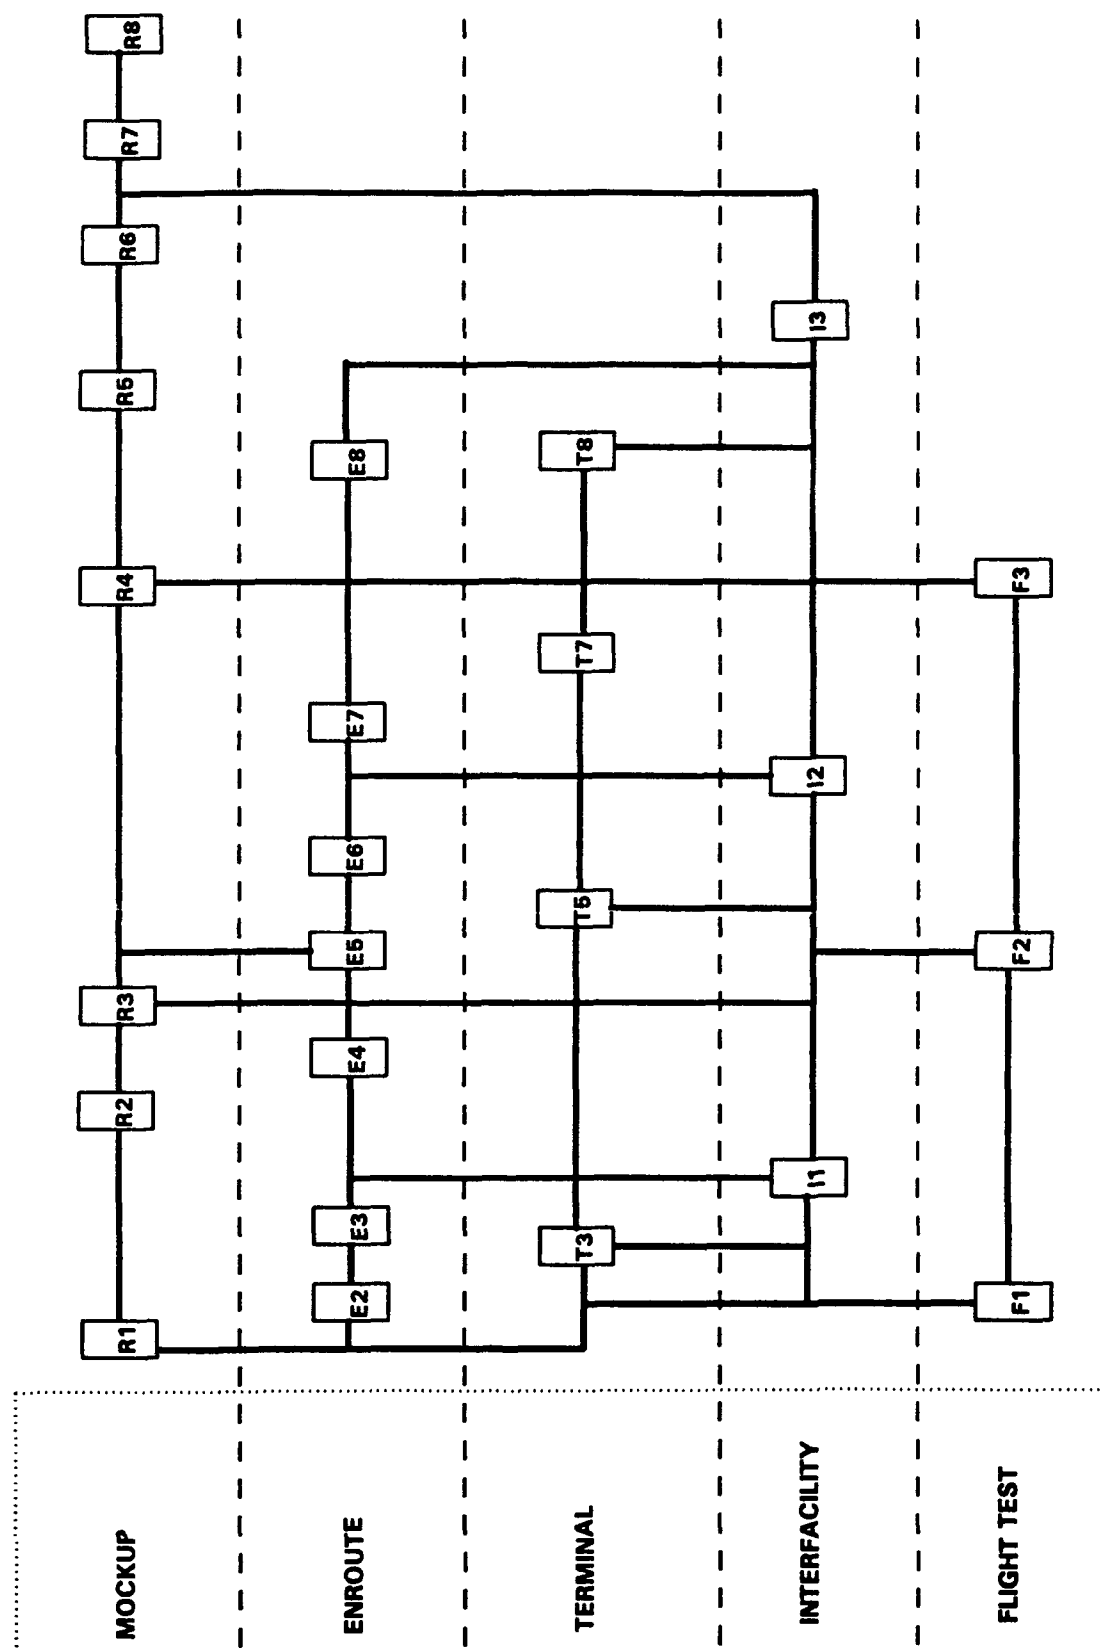 MOCKUP
R1
R2
R3
R4
R5
R6
R7
R8
ENROUTE
E2
E3
E4
E5
E6
E7
E8
TERMINAL
T3
T5
T7
T8
INTERFACILITY
I1
I2
I3
FLIGHT TEST
F1
F2
F3